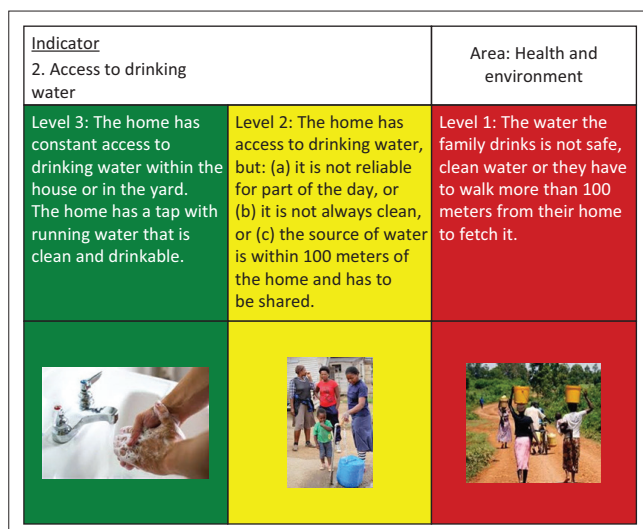 Indicator
2. Access to drinking
water
Area: Health and
environment
Level 3: The home has
constant access to
drinking water within the
house or in the yard.
The home has a tap with
running water that is
clean and drinkable.
Level 2: The home has
access to drinking water,
but: (a) it is not reliable
for part of the day, or
(b) it is not always clean,
or (c) the source of water
is within 100 meters of
the home and has to
be shared.
Level 1: The water the
family drinks is not safe,
clean water or they have
to walk more than 100
meters from their home
to fetch it.